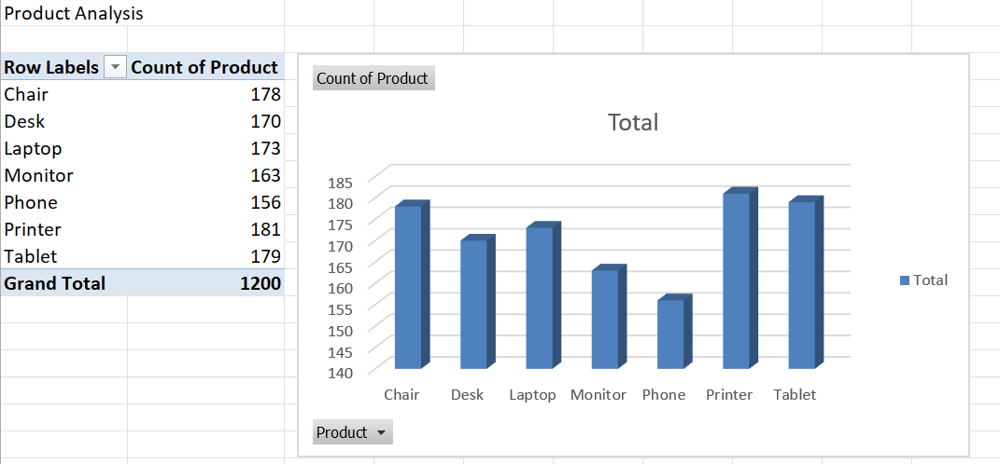 Product Analysis
Row Labels Count of Product
Chair 178
Desk 170
Laptop 173
Monitor 163
Phone 156
Printer 181
Tablet 179
Grand Total 1200
Count of Product
Total
185
180
175
170
165
160
155
150
145
140
Chair Desk Laptop Monitor Phone Printer Tablet
Total
Product